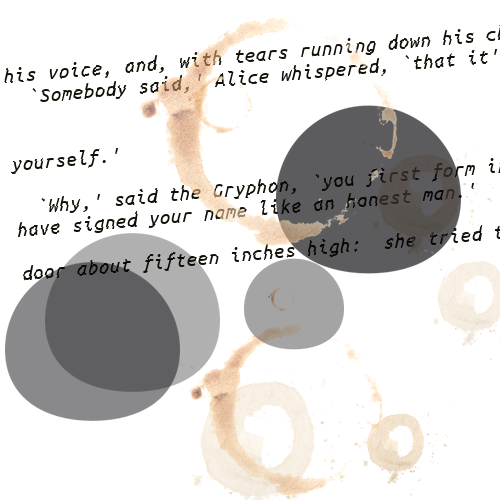 his voice, and, with tears running down his
`Somebody said,' Alice whispered, `that it'
yourself.'
`Why,' said the Gryphon, `you first form
have signed your name like an honest man.'
door about fifteen inches high: she tried